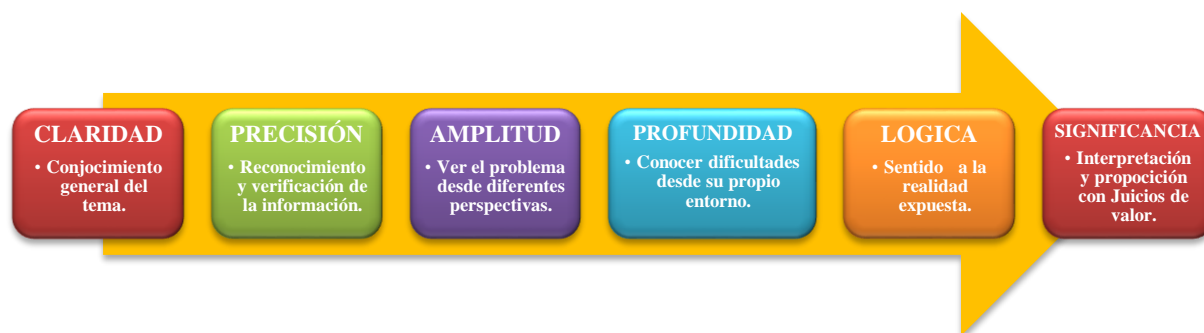 CLARIDAD
• Conjocimiento
general del
tema.
PRECISIÓN
• Reconocimiento
y verificación de
la información.
AMPLITUD
• Ver el problema
desde diferentes
perspectivas.
PROFUNDIDAD
• Conocer dificultades
desde su propio
entorno.
LOGICA
• Sentido a la
realidad
expuesta.
SIGNIFICANCIA
• Interpretación
y propocición
con Juicios de
valor.